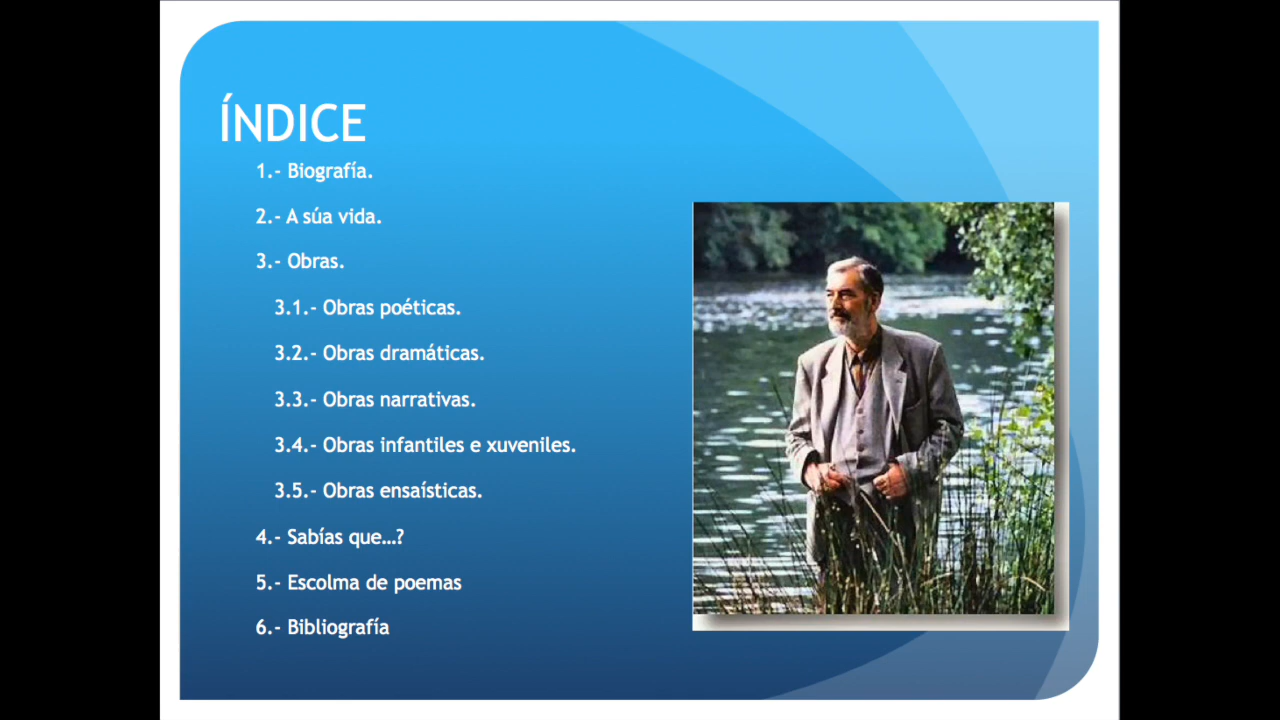 ÍNDICE
1.- Biografía.
2.- A súa vida.
3.- Obras.
3.1.- Obras poéticas.
3.2.- Obras dramáticas.
3.3.- Obras narrativas.
3.4.- Obras infantiles e xuveniles.
3.5.- Obras ensaísticas.
4.- Sabías que…?
5.- Escolma de poemas
6.- Bibliografía